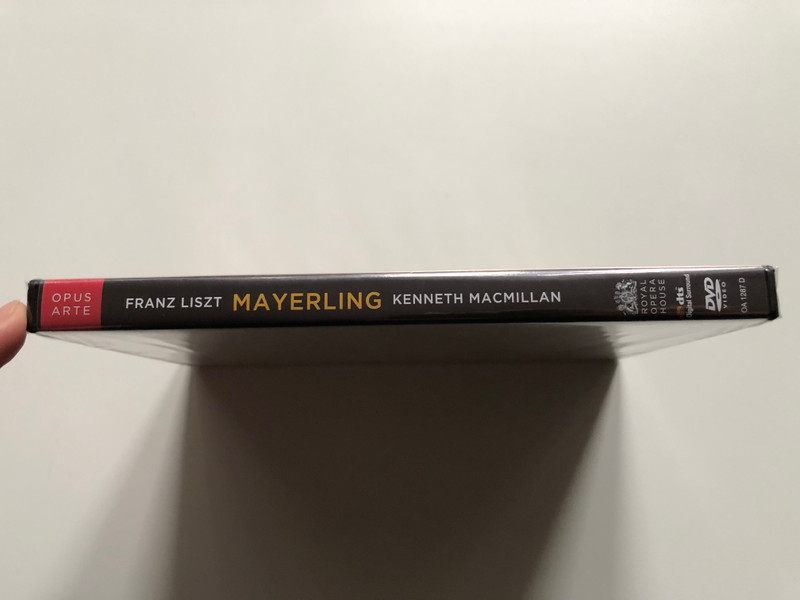 OPUS
ARTE
FRANZ LISZT MAYERLING KENNETH MACMILLAN
ROYAL
OPERA
HOUSE
dts
Digital Surround
DVD
VIDEO
OA 1287 D